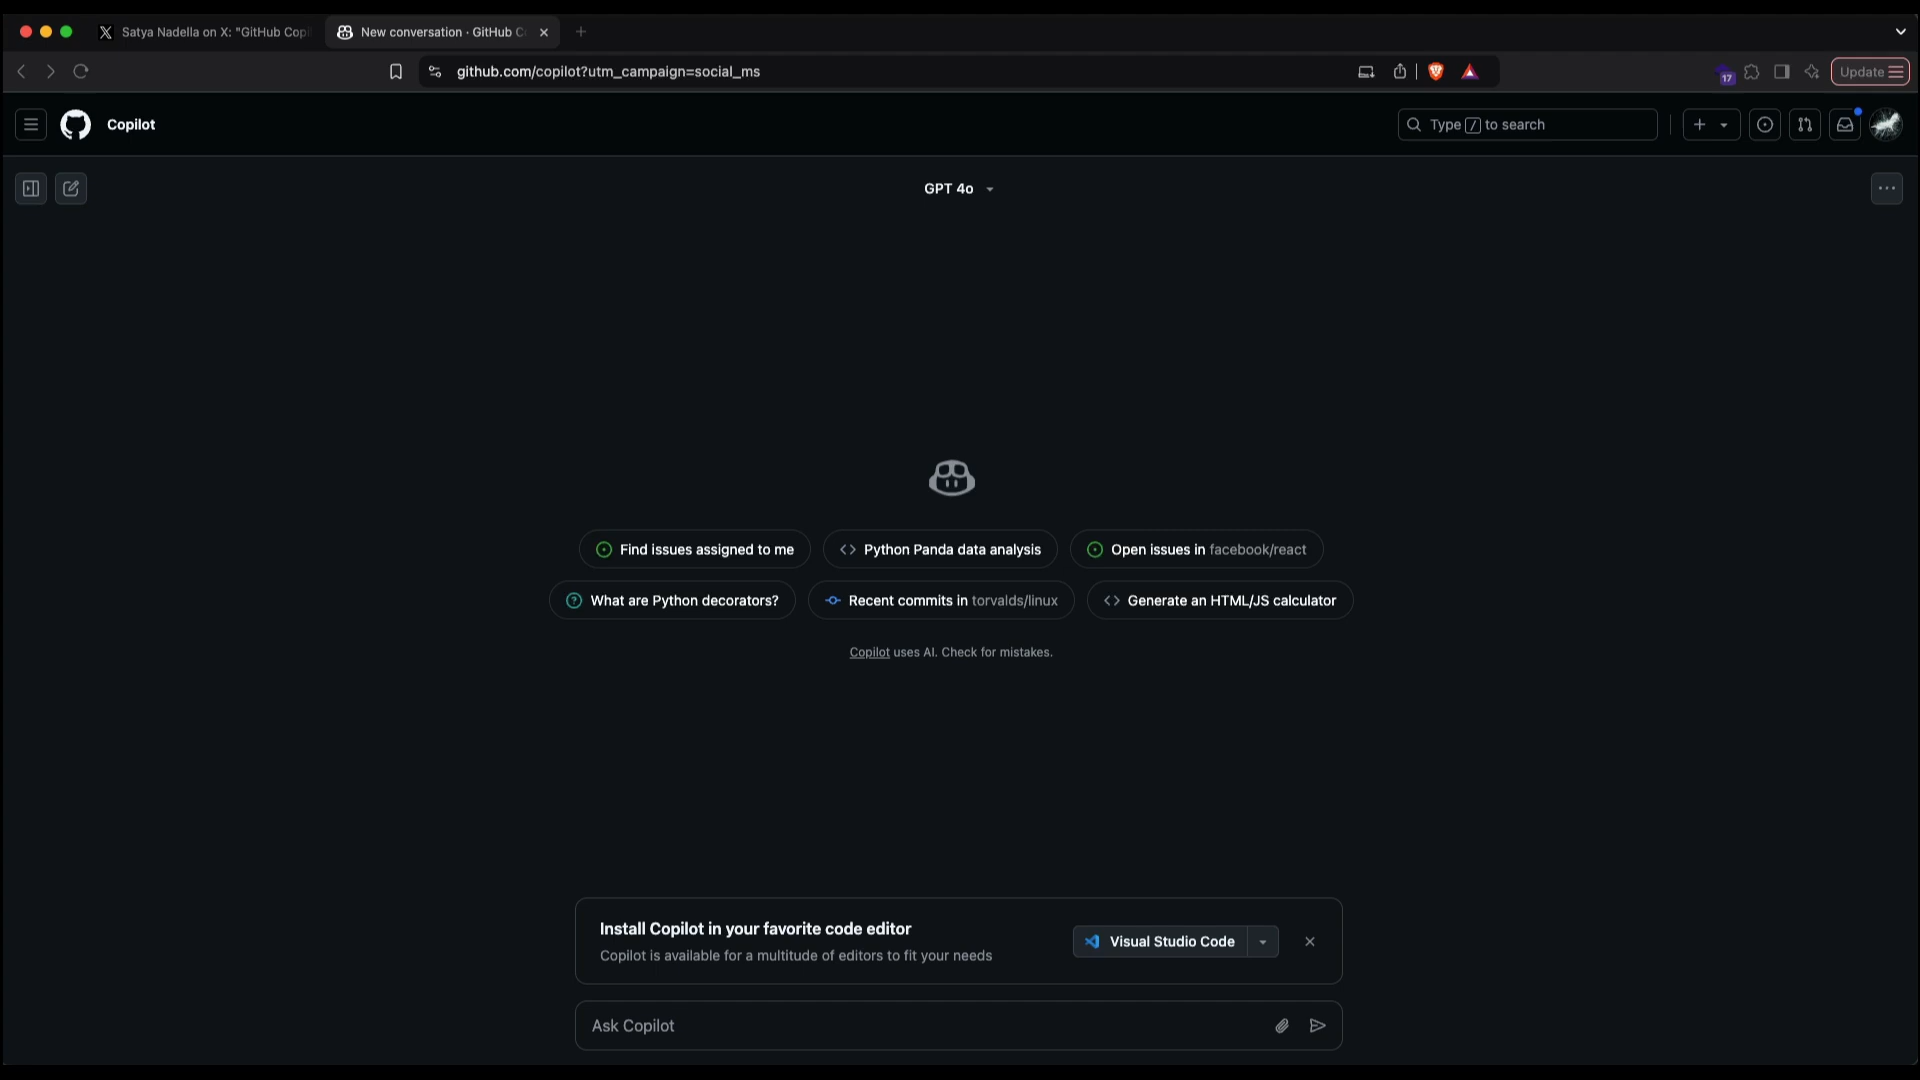 Satya Nadella on X: "GitHub Copi
New conversation · GitHub C
github.com/copilot?utm_campaign=social_ms
17
Update
Copilot
Type / to search
GPT 4o
Find issues assigned to me
Python Panda data analysis
Open issues in facebook/react
What are Python decorators?
Recent commits in torvalds/linux
Generate an HTML/JS calculator
Copilot uses AI. Check for mistakes.
Install Copilot in your favorite code editor
Copilot is available for a multitude of editors to fit your needs
Visual Studio Code
Ask Copilot